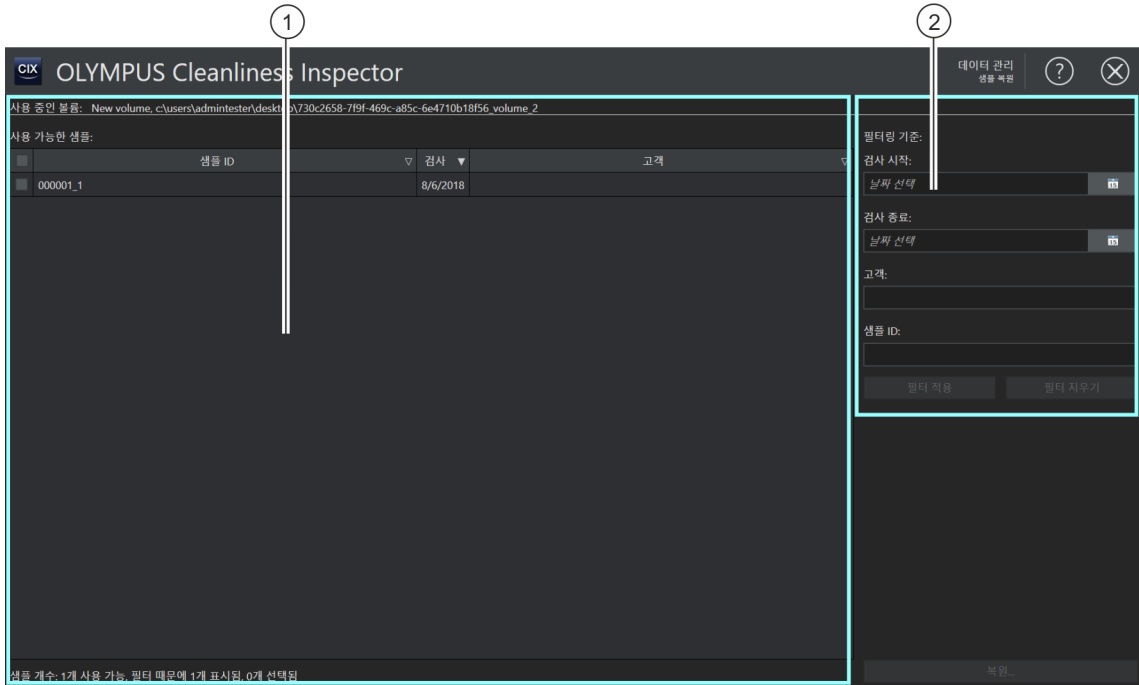 1
2
CIX OLYMPUS Cleanliness Inspector
데이터 관리
샘플 복원
?
사용 중인 볼륨: New volume, c:\users\admintester\desktop\730c2658-7f9f-469c-a85c-6e4710b18f56_volume_2
사용 가능한 샘플:
샘플 ID 검사 고객
000001_1 8/6/2018
샘플 개수: 1개 사용 가능, 필터 때문에 1개 표시됨, 0개 선택됨
필터링 기준:
검사 시작:
날짜 선택 15
검사 종료:
날짜 선택 15
고객:
샘플 ID:
필터 적용 필터 지우기
복원...